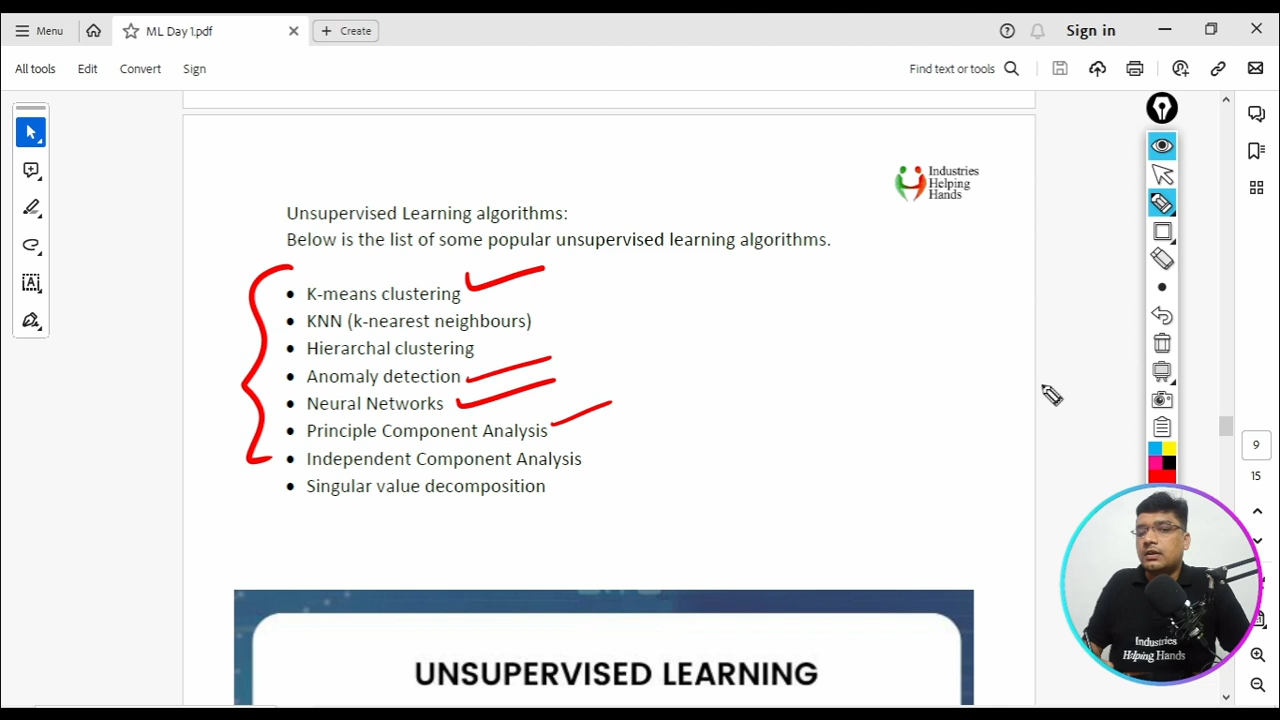 Menu
ML Day 1.pdf
Create
Sign in
All tools
Edit
Convert
Sign
Find text or tools
Industries
Helping
Hands
Unsupervised Learning algorithms:
Below is the list of some popular unsupervised learning algorithms.
• K-means clustering
• KNN (k-nearest neighbours)
• Hierarchal clustering
• Anomaly detection
• Neural Networks
• Principle Component Analysis
• Independent Component Analysis
• Singular value decomposition
UNSUPERVISED LEARNING
9
15
Industries
Helping Hands